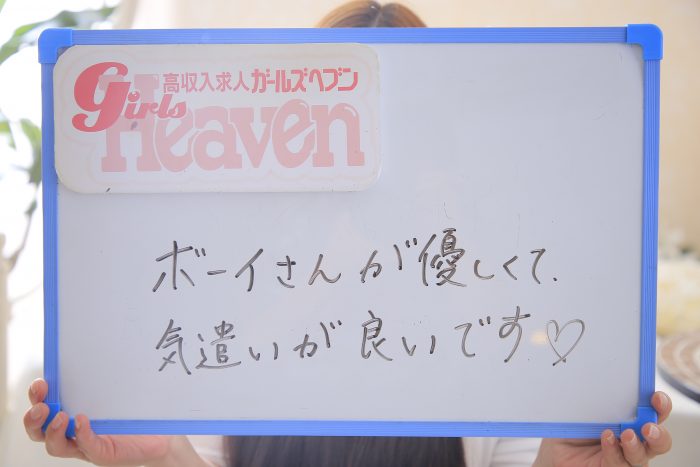 高収入求人ガールズヘブン
Girls Heaven
ボーイさんが優しくて、
気遣いが良いです♡